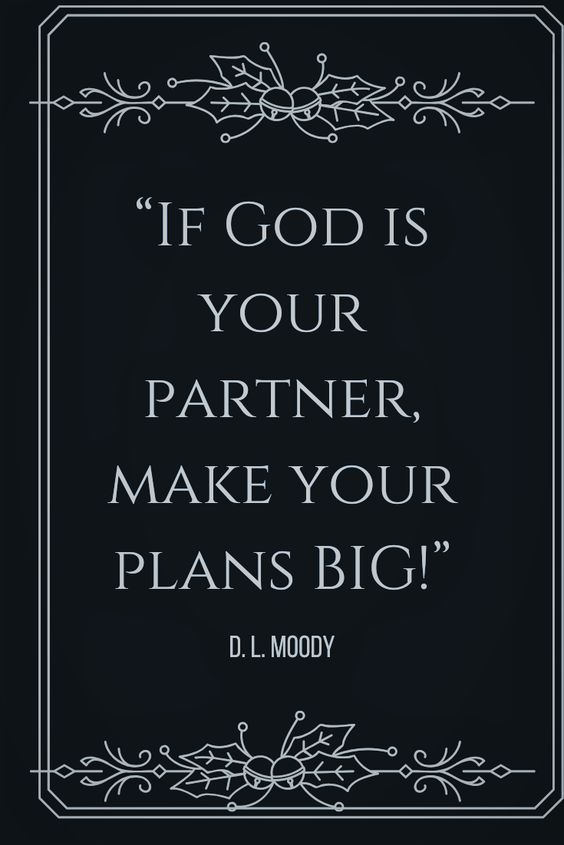 “If God is
your
partner,
make your
plans BIG!”
D. L. MOODY